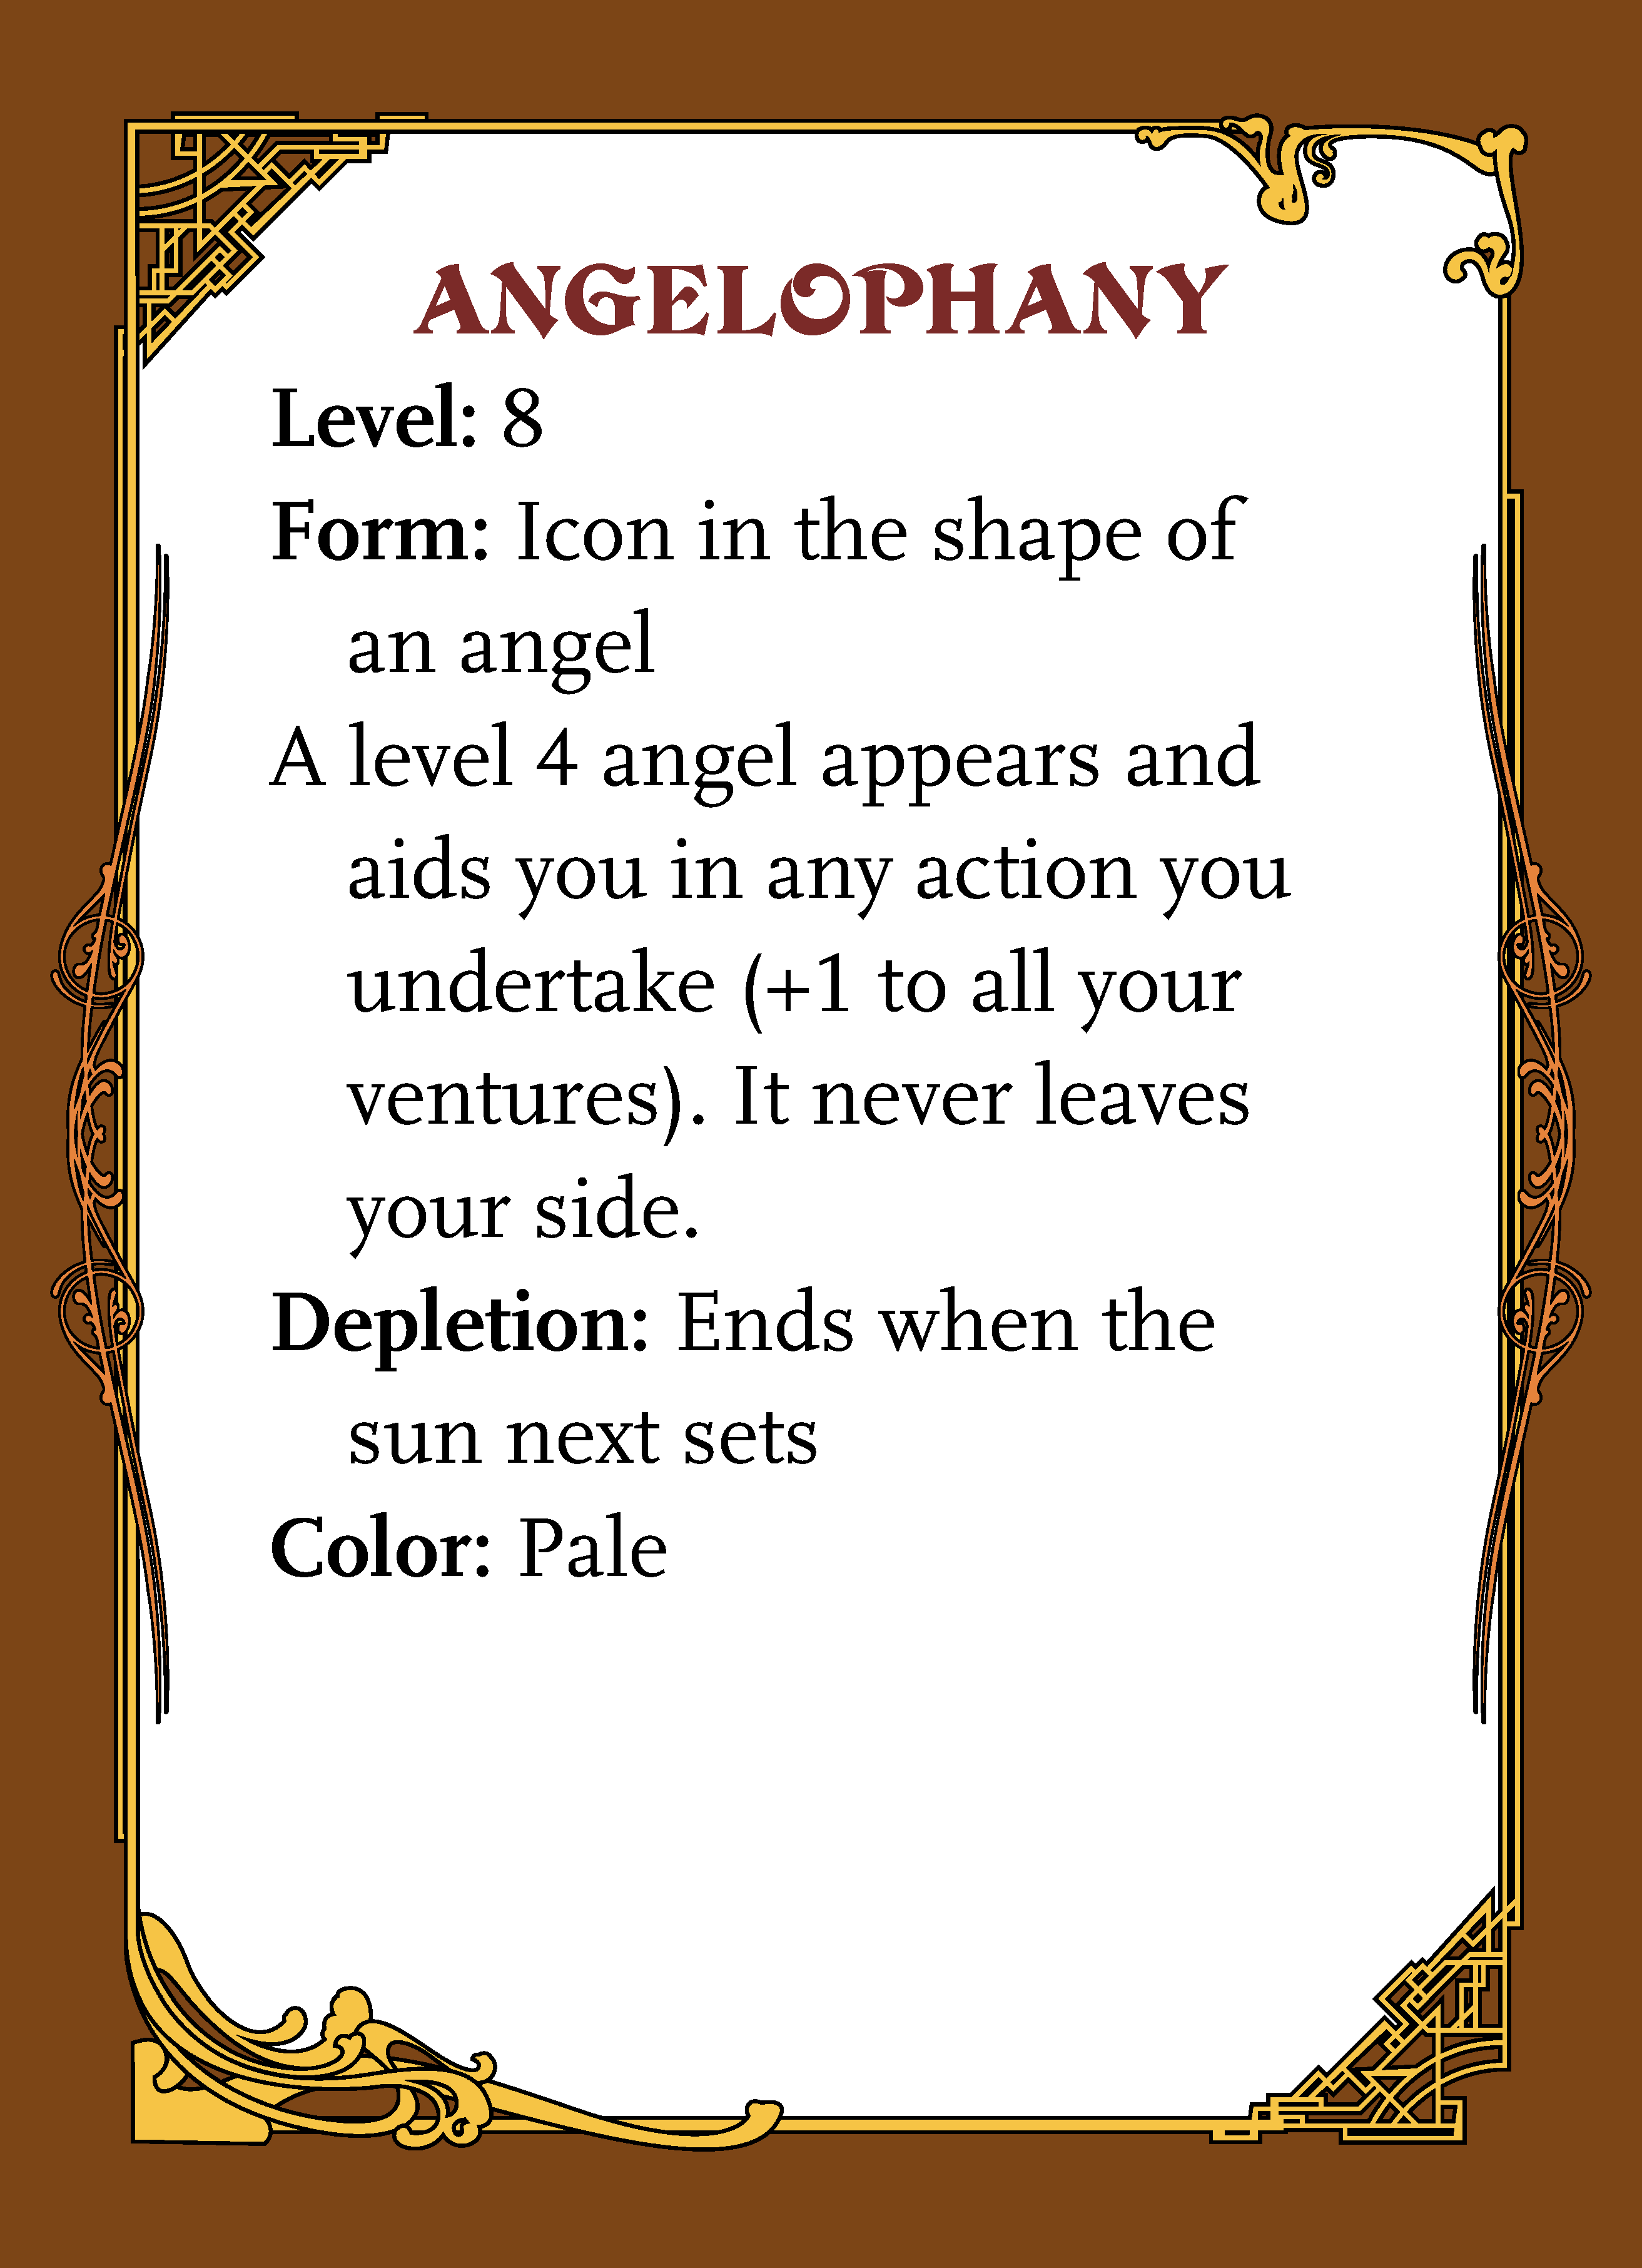 ANGELOPHANY
Level: 8
Form: Icon in the shape of
an angel
A level 4 angel appears and
aids you in any action you
undertake (+1 to all your
ventures). It never leaves
your side.
Depletion: Ends when the
sun next sets
Color: Pale